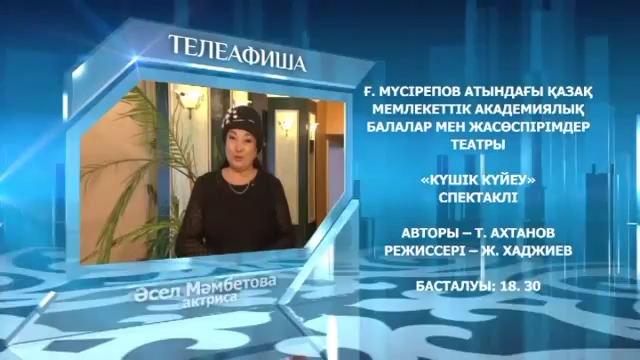 ТЕЛЕАФИША
Ғ. МҮСІРЕПОВ АТЫНДАҒЫ ҚАЗАҚ
МЕМЛЕКЕТТІК АКАДЕМИЯЛЫҚ
БАЛАЛАР МЕН ЖАСӨСПІРІМДЕР
ТЕАТРЫ
«КҮШІК КҮЙЕУ»
СПЕКТАКЛІ
АВТОРЫ – Т. АХТАНОВ
РЕЖИССЕРІ – Ж. ХАДЖИЕВ
БАСТАЛУЫ: 18. 30
Әсел Мәмбетова
актриса